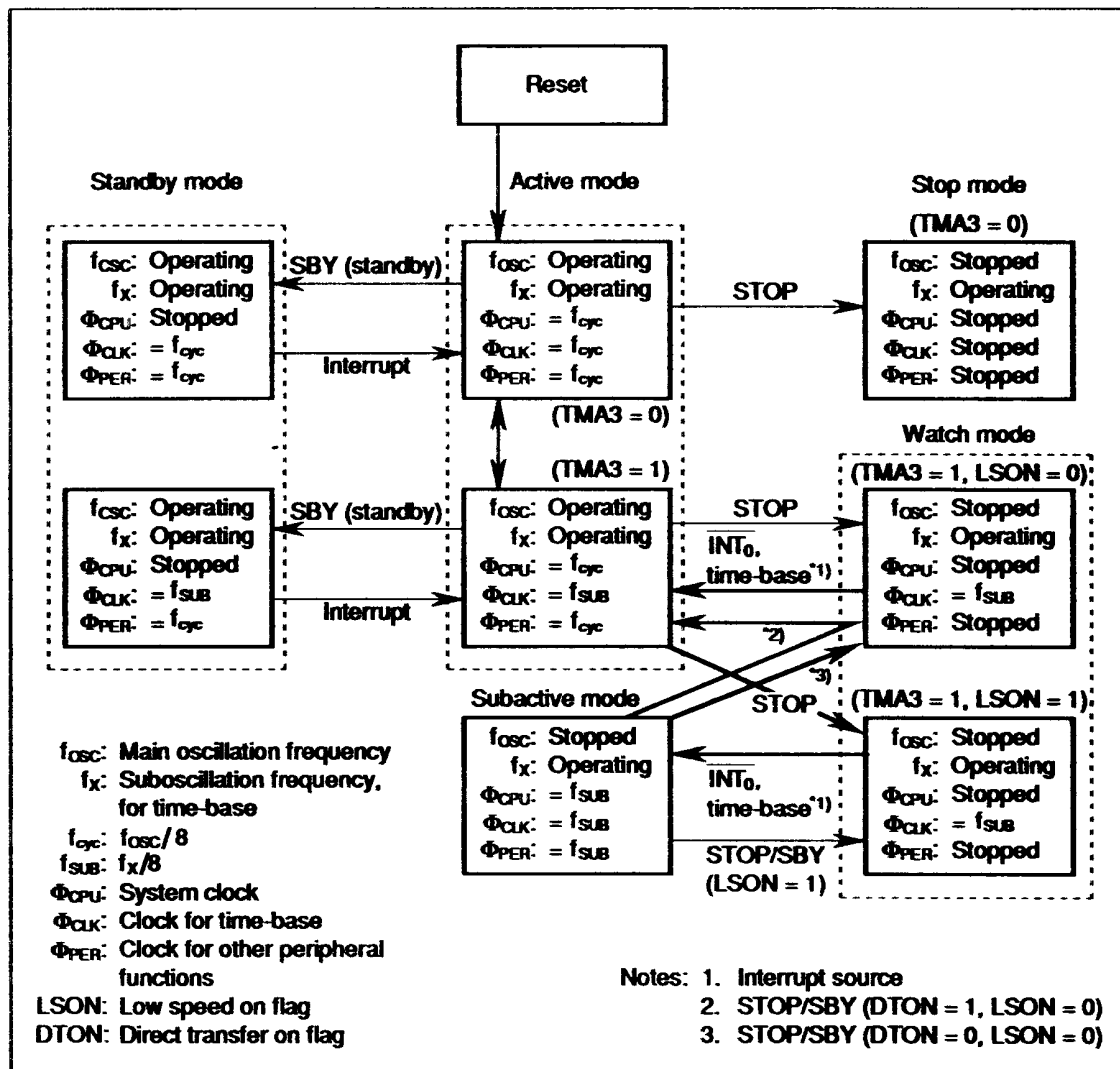 Reset
Standby mode
Active mode
Stop mode
(TMA3 = 0)
fCSC: Operating
fX: Operating
ΦCPU: Stopped
ΦCLK: = fcyc
ΦPER: = fcyc
SBY (standby)
Interrupt
fOSC: Operating
fX: Operating
ΦCPU: = fcyc
ΦCLK: = fcyc
ΦPER: = fcyc
STOP
fOSC: Stopped
fX: Operating
ΦCPU: Stopped
ΦCLK: Stopped
ΦPER: Stopped
(TMA3 = 0)
(TMA3 = 1)
Watch mode
(TMA3 = 1, LSON = 0)
fCSC: Operating
fX: Operating
ΦCPU: Stopped
ΦCLK: = fSUB
ΦPER: = fcyc
SBY (standby)
Interrupt
fOSC: Operating
fX: Operating
ΦCPU: = fcyc
ΦCLK: = fSUB
ΦPER: = fcyc
STOP
INT0,
time-base*1)
*2)
*3)
fOSC: Stopped
fX: Operating
ΦCPU: Stopped
ΦCLK: = fSUB
ΦPER: Stopped
Subactive mode
STOP
(TMA3 = 1, LSON = 1)
fOSC: Stopped
fX: Operating
ΦCPU: = fSUB
ΦCLK: = fSUB
ΦPER: = fSUB
INT0,
time-base*1)
STOP/SBY
(LSON = 1)
fOSC: Stopped
fX: Operating
ΦCPU: Stopped
ΦCLK: = fSUB
ΦPER: Stopped
fOSC: Main oscillation frequency
fX: Suboscillation frequency,
for time-base
fcyc: fOSC/8
fSUB: fX/8
ΦCPU: System clock
ΦCLK: Clock for time-base
ΦPER: Clock for other peripheral
functions
LSON: Low speed on flag
DTON: Direct transfer on flag
Notes: 1. Interrupt source
2. STOP/SBY (DTON = 1, LSON = 0)
3. STOP/SBY (DTON = 0, LSON = 0)